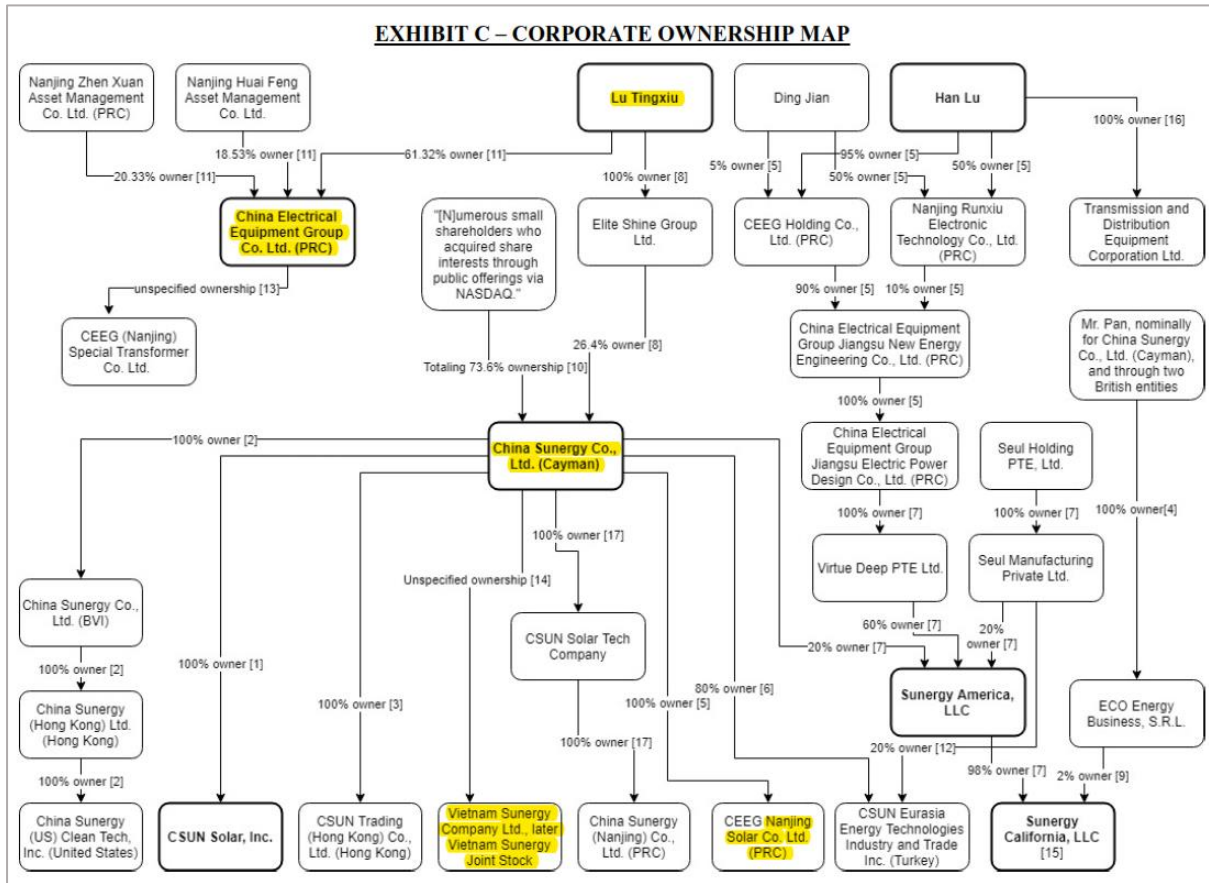 EXHIBIT C – CORPORATE OWNERSHIP MAP
Nanjing Zhen Xuan
Asset Management
Co. Ltd. (PRC)
Nanjing Huai Feng
Asset Management
Co. Ltd.
Lu Tingxiu
Ding Jian
Han Lu
100% owner [16]
18.53% owner [11]
61.32% owner [11]
5% owner [5]
95% owner [5]
50% owner [5]
20.33% owner [11]
100% owner [8]
50% owner [5]
China Electrical
Equipment Group
Co. Ltd. (PRC)
"[N]umerous small
shareholders who
acquired share
interests through
public offerings via
NASDAQ."
Elite Shine Group
Ltd.
CEEG Holding Co.,
Ltd. (PRC)
Nanjing Runxiu
Electronic
Technology Co., Ltd.
(PRC)
Transmission and
Distribution
Equipment
Corporation Ltd.
unspecified ownership [13]
90% owner [5]
10% owner [5]
CEEG (Nanjing)
Special Transformer
Co. Ltd.
China Electrical Equipment
Group Jiangsu New Energy
Engineering Co., Ltd. (PRC)
Mr. Pan, nominally
for China Sunergy
Co., Ltd. (Cayman),
and through two
British entities
26.4% owner [8]
Totaling 73.6% ownership [10]
100% owner [5]
100% owner [2]
China Sunergy Co.,
Ltd. (Cayman)
China Electrical
Equipment Group
Jiangsu Electric Power
Design Co., Ltd. (PRC)
Seul Holding
PTE, Ltd.
100% owner[4]
100% owner [7]
100% owner [7]
100% owner [17]
Virtue Deep PTE Ltd.
Seul Manufacturing
Private Ltd.
Unspecified ownership [14]
China Sunergy Co.,
Ltd. (BVI)
CSUN Solar Tech
Company
60% owner [7]
20%
owner [7]
20% owner [7]
100% owner [2]
100% owner [1]
80% owner [6]
100% owner [3]
100% owner [5]
Sunergy America,
LLC
ECO Energy
Business, S.R.L.
China Sunergy
(Hong Kong) Ltd.
(Hong Kong)
100% owner [17]
20% owner [12]
98% owner [7]
2% owner [9]
100% owner [2]
China Sunergy
(US) Clean Tech,
Inc. (United States)
CSUN Solar, Inc.
CSUN Trading
(Hong Kong) Co.,
Ltd. (Hong Kong)
Vietnam Sunergy
Company Ltd., later
Vietnam Sunergy
Joint Stock
China Sunergy
(Nanjing) Co.,
Ltd. (PRC)
CEEG Nanjing
Solar Co. Ltd.
(PRC)
CSUN Eurasia
Energy Technologies
Industry and Trade
Inc. (Turkey)
Sunergy
California, LLC
[15]